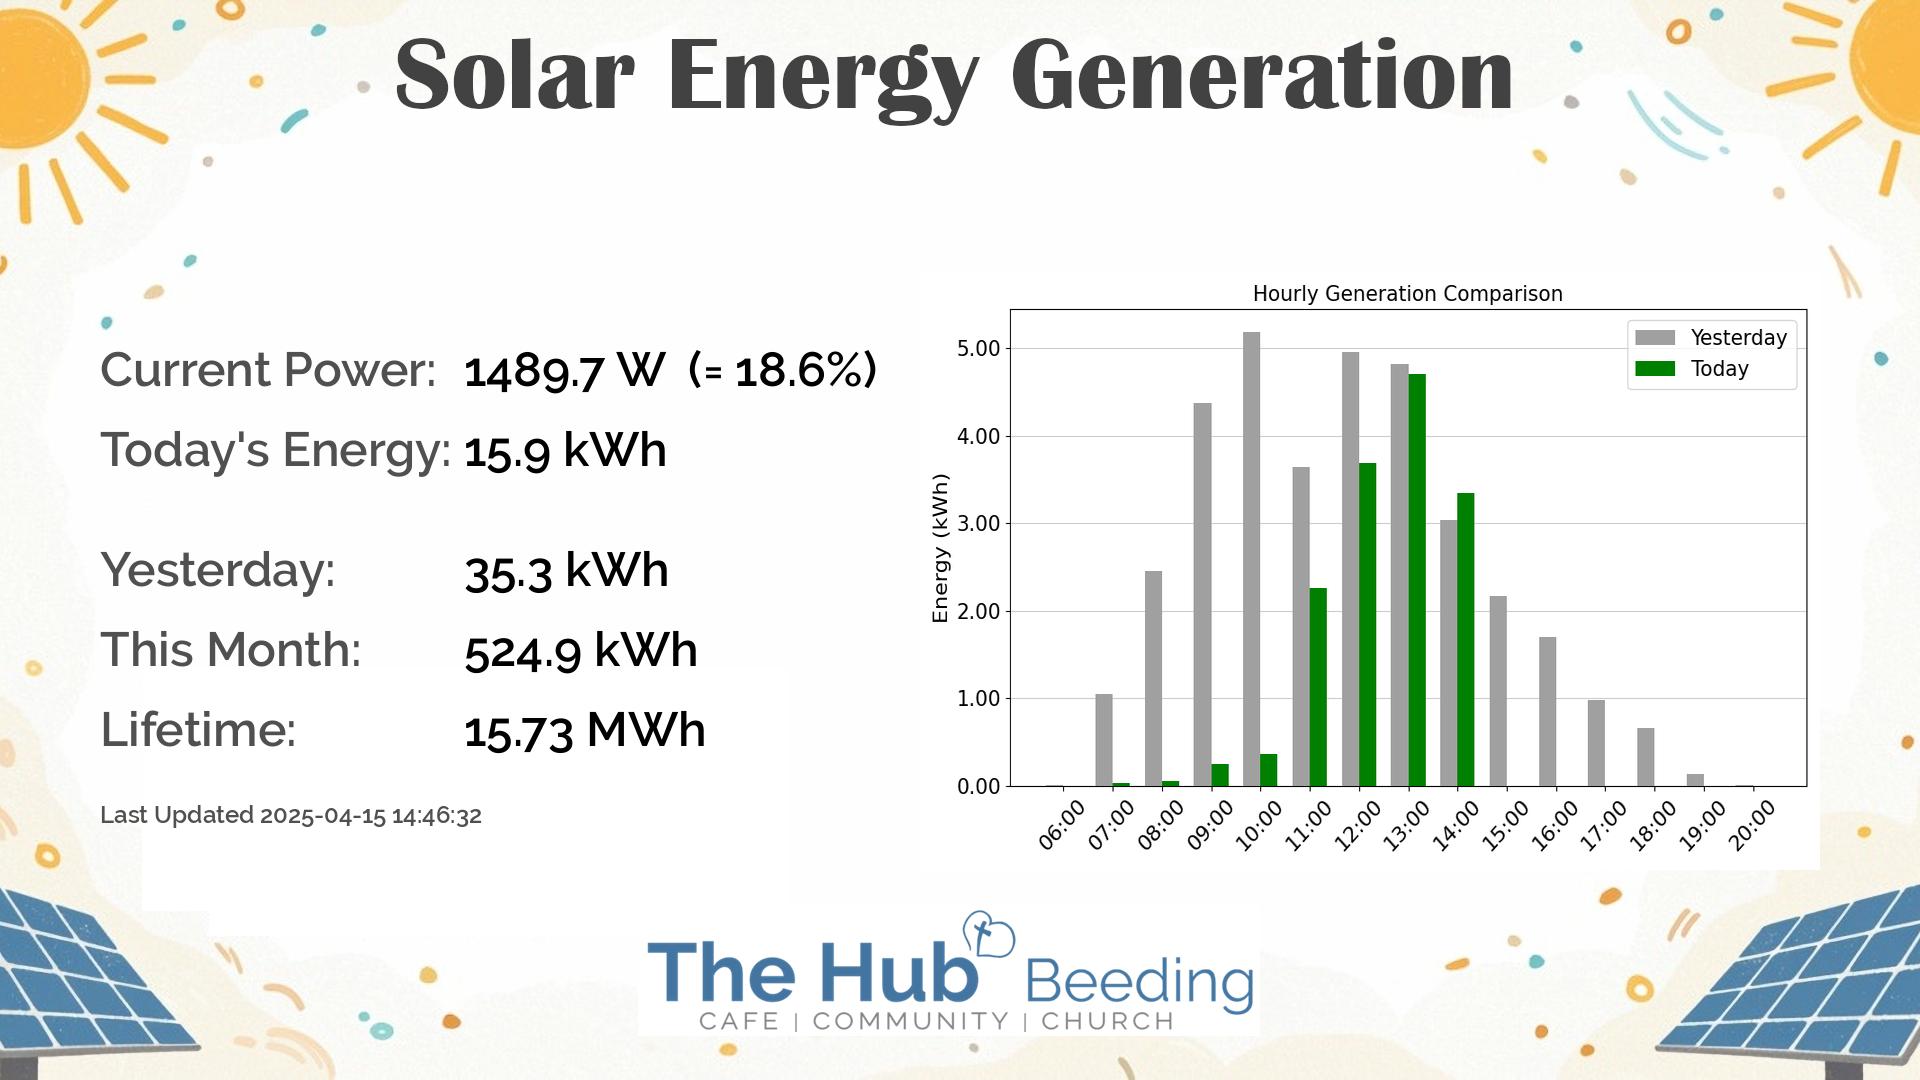 Solar Energy Generation
Current Power: 1489.7 W (= 18.6%)
Today's Energy: 15.9 kWh
Yesterday: 35.3 kWh
This Month: 524.9 kWh
Lifetime: 15.73 MWh
Last Updated 2025-04-15 14:46:32
Hourly Generation Comparison
Yesterday
Today
Energy (kWh)
5.00
4.00
3.00
2.00
1.00
0.00
06:00 07:00 08:00 09:00 10:00 11:00 12:00 13:00 14:00 15:00 16:00 17:00 18:00 19:00 20:00
The Hub Beeding
CAFE | COMMUNITY | CHURCH